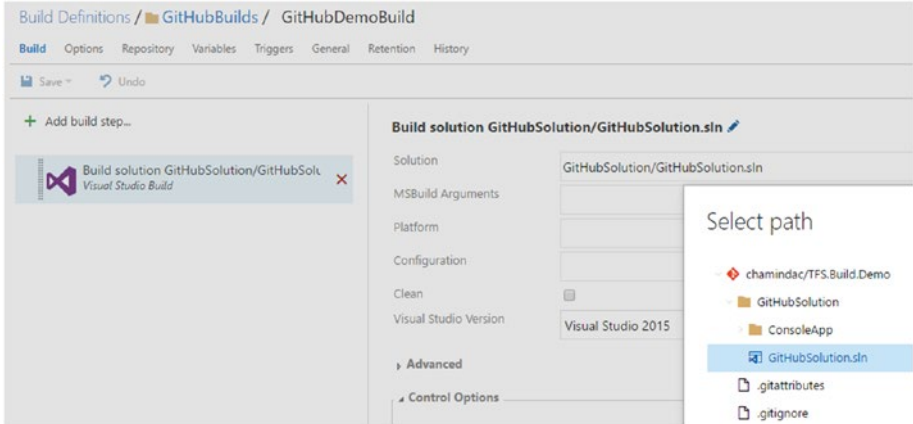 Build Definitions / GitHubBuilds / GitHubDemoBuild
Build Options Repository Variables Triggers General Retention History
Save Undo
+ Add build step...
Build solution GitHubSolution/GitHubSolu
Visual Studio Build
Build solution GitHubSolution/GitHubSolution.sln
Solution
GitHubSolution/GitHubSolution.sln
MSBuild Arguments
Platform
Configuration
Clean
Visual Studio Version
Visual Studio 2015
Advanced
Control Options
Select path
chamindac/TFS.Build.Demo
GitHubSolution
ConsoleApp
GitHubSolution.sln
.gitattributes
.gitignore